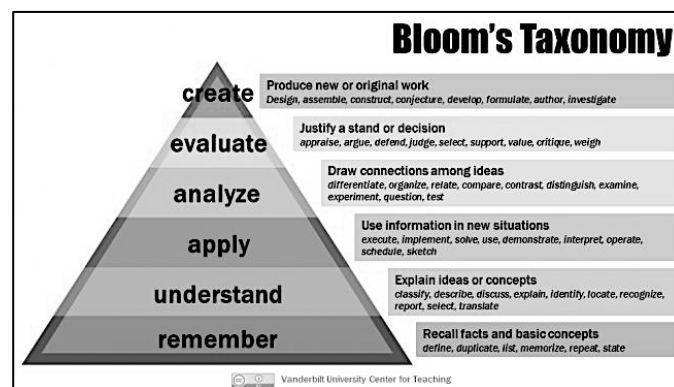 Bloom's Taxonomy
create
Produce new or original work
Design, assemble, construct, conjecture, develop, formulate, author, investigate
evaluate
Justify a stand or decision
appraise, argue, defend, judge, select, support, value, critique, weigh
analyze
Draw connections among ideas
differentiate, organize, relate, compare, contrast, distinguish, examine,
experiment, question, test
apply
Use information in new situations
execute, implement, solve, use, demonstrate, interpret, operate,
schedule, sketch
understand
Explain ideas or concepts
classify, describe, discuss, explain, identify, locate, recognize,
report, select, translate
remember
Recall facts and basic concepts
define, duplicate, list, memorize, repeat, state
Vanderbilt University Center for Teaching